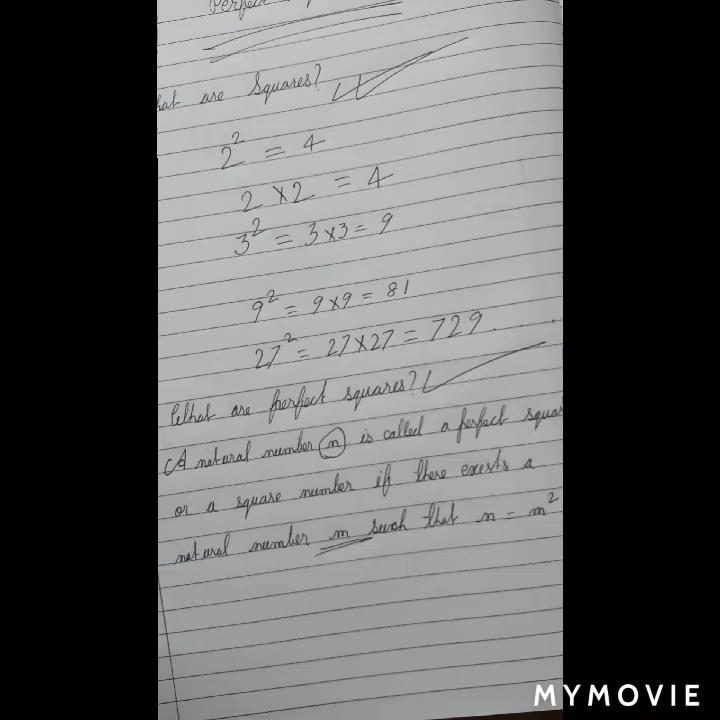 Perfect
hat are Squares?
2² = 4
2 × 2 = 4
3² = 3 × 3 = 9
9² = 9 × 9 = 81
27² = 27 × 27 = 729......
What are perfect squares?
A natural number n is called a perfect squar
or a square number if there exists a
natural number m such that n = m²
MYMOVIE